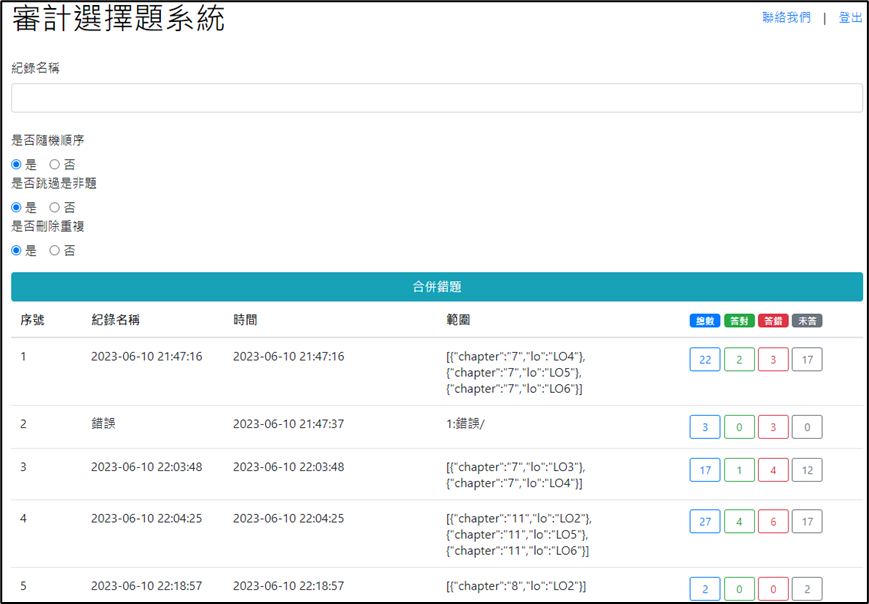 審計選擇題系統
聯絡我們 | 登出
紀錄名稱
是否隨機順序
是 否
是否跳過是非題
是 否
是否刪除重複
是 否
合併錯題
序號 紀錄名稱 時間 範圍 總數 答對 答錯 未答
1 2023-06-10 21:47:16 2023-06-10 21:47:16 [{"chapter":"7","lo":"LO4"}, 22 2 3 17
{"chapter":"7","lo":"LO5"},
{"chapter":"7","lo":"LO6"}]
2 錯誤 2023-06-10 21:47:37 1:錯誤/ 3 0 3 0
3 2023-06-10 22:03:48 2023-06-10 22:03:48 [{"chapter":"7","lo":"LO3"}, 17 1 4 12
{"chapter":"7","lo":"LO4"}]
4 2023-06-10 22:04:25 2023-06-10 22:04:25 [{"chapter":"11","lo":"LO2"}, 27 4 6 17
{"chapter":"11","lo":"LO5"},
{"chapter":"11","lo":"LO6"}]
5 2023-06-10 22:18:57 2023-06-10 22:18:57 [{"chapter":"8","lo":"LO2"}] 2 0 0 2